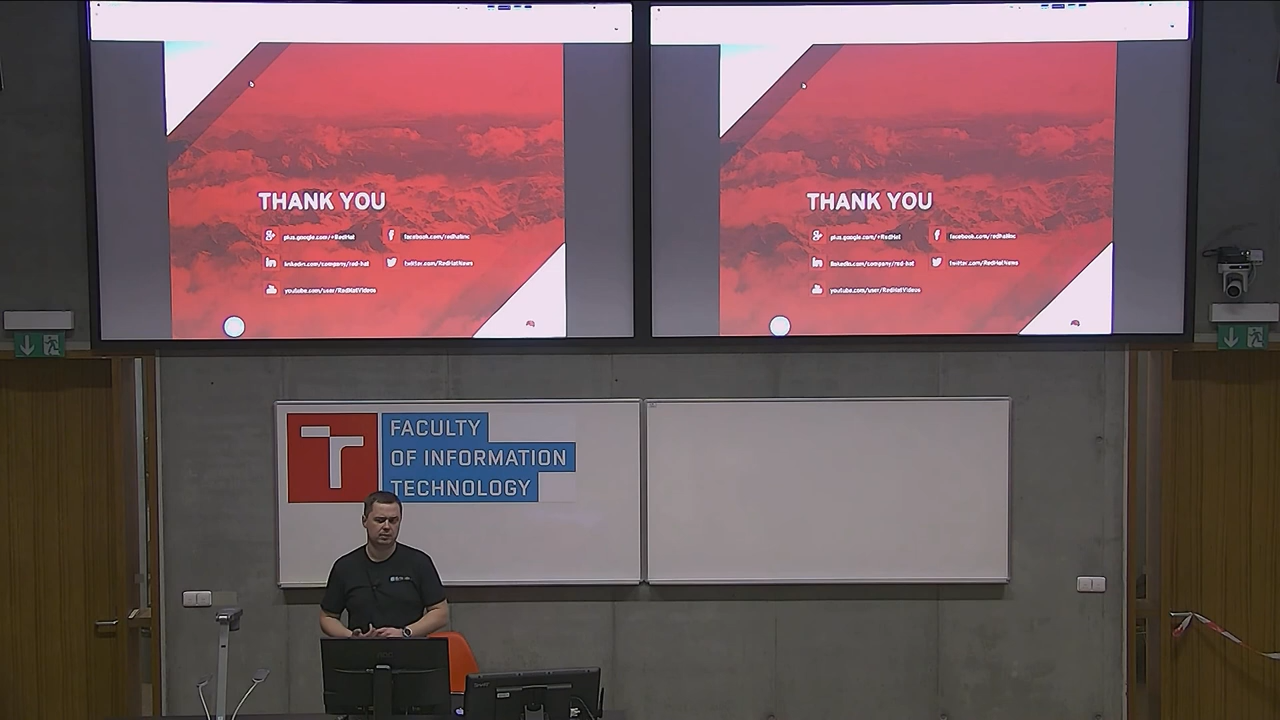 THANK YOU
plus.google.com/+RedHat
facebook.com/redhatinc
linkedin.com/company/red-hat
twitter.com/RedHatNews
youtube.com/user/RedHatVideos
THANK YOU
plus.google.com/+RedHat
facebook.com/redhatinc
linkedin.com/company/red-hat
twitter.com/RedHatNews
youtube.com/user/RedHatVideos
FACULTY
OF INFORMATION
TECHNOLOGY